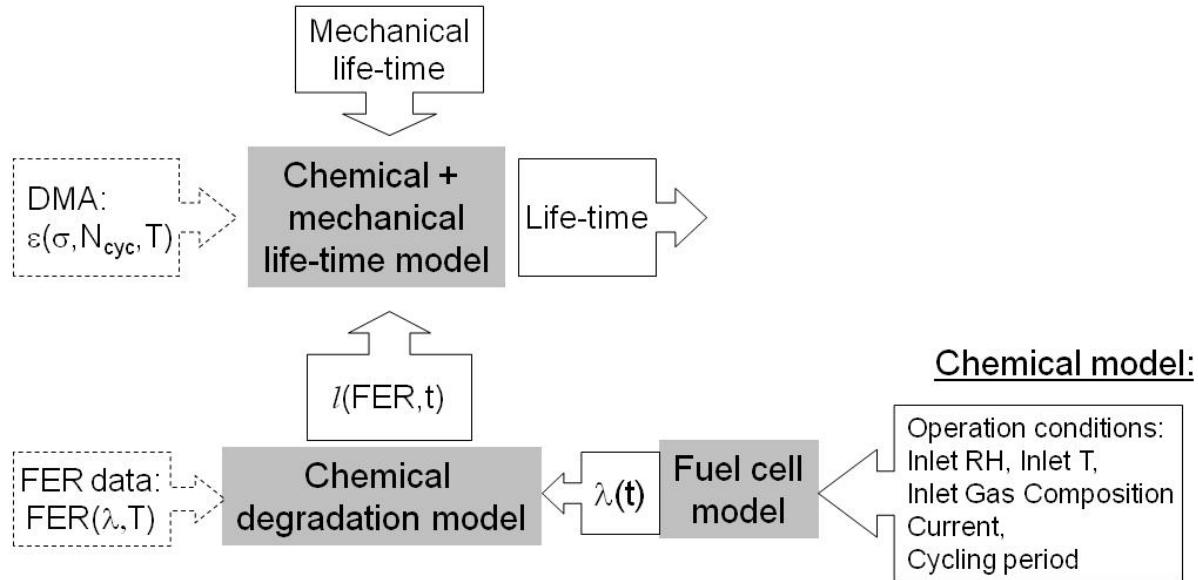 Mechanical
life-time
DMA:
ε(σ,N_cyc,T)
Chemical +
mechanical
life-time model
Life-time
l(FER,t)
Chemical model:
FER data:
FER(λ,T)
Chemical
degradation model
λ(t)
Fuel cell
model
Operation conditions:
Inlet RH, Inlet T,
Inlet Gas Composition
Current,
Cycling period